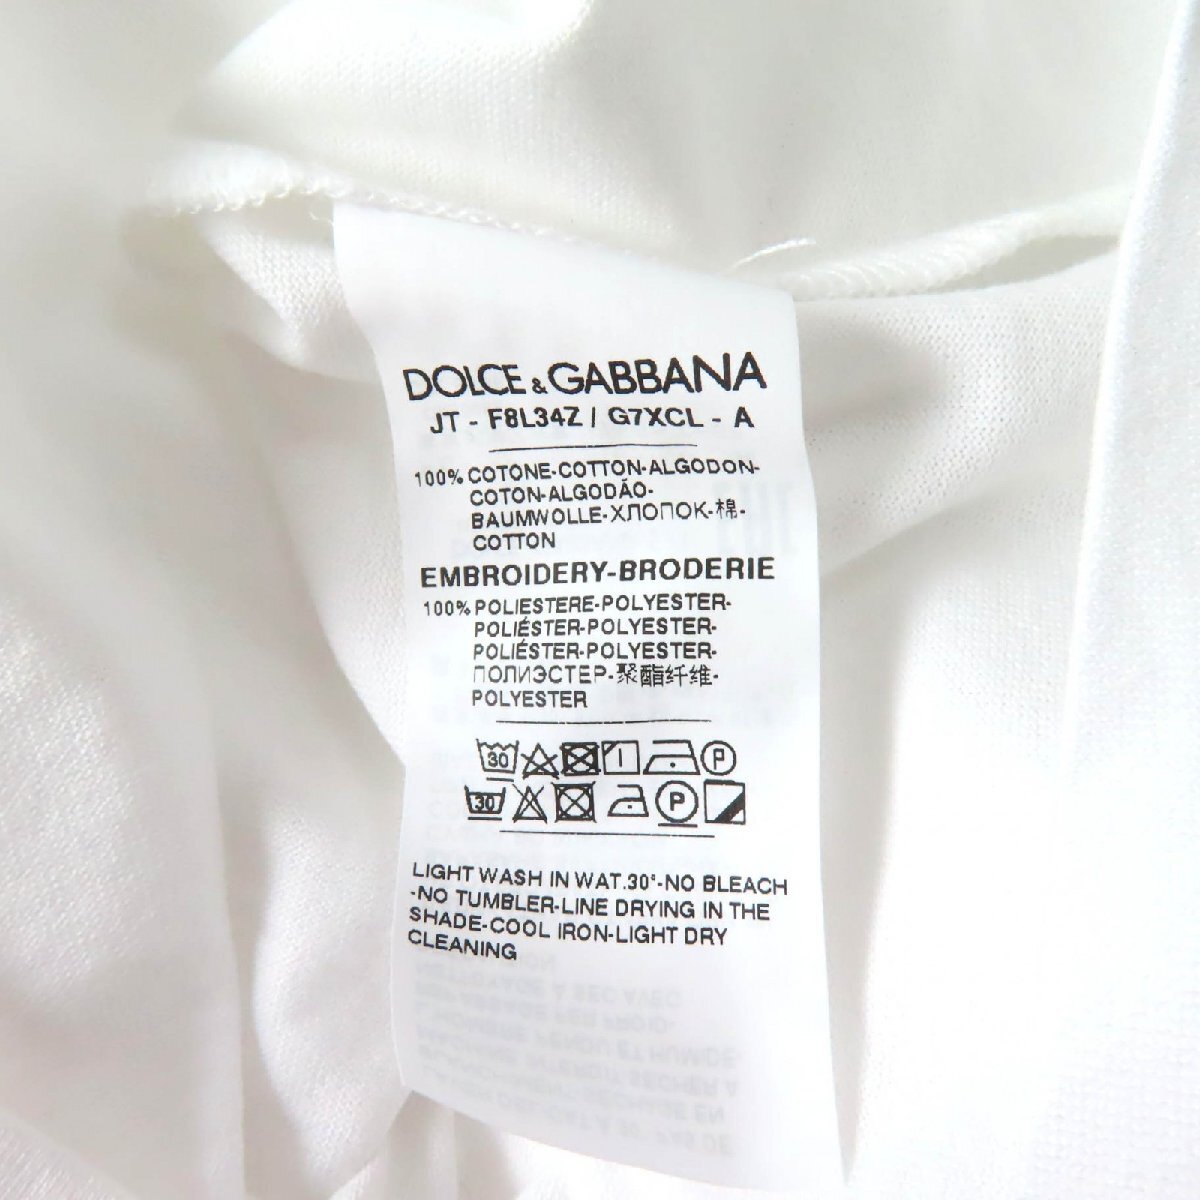 DOLCE & GABBANA
JT - F8L34Z / G7XCL - A
100% COTONE-COTTON-ALGODON-
COTON-ALGODÃO-
BAUMWOLLE-ХЛОПОК-棉-
COTTON
EMBROIDERY-BRODERIE
100% POLIESTERE-POLYESTER-
POLIÉSTER-POLYESTER-
POLIÉSTER-POLYESTER-
ПОЛИЭСТЕР-聚酯纤维-
POLYESTER
30 P
30 P
LIGHT WASH IN WAT.30°-NO BLEACH
-NO TUMBLER-LINE DRYING IN THE
SHADE-COOL IRON-LIGHT DRY
CLEANING